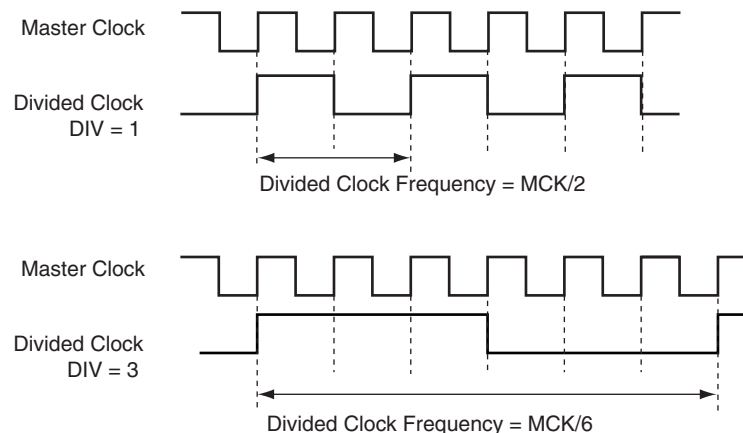 Master Clock
Divided Clock
DIV = 1
Divided Clock Frequency = MCK/2
Master Clock
Divided Clock
DIV = 3
Divided Clock Frequency = MCK/6